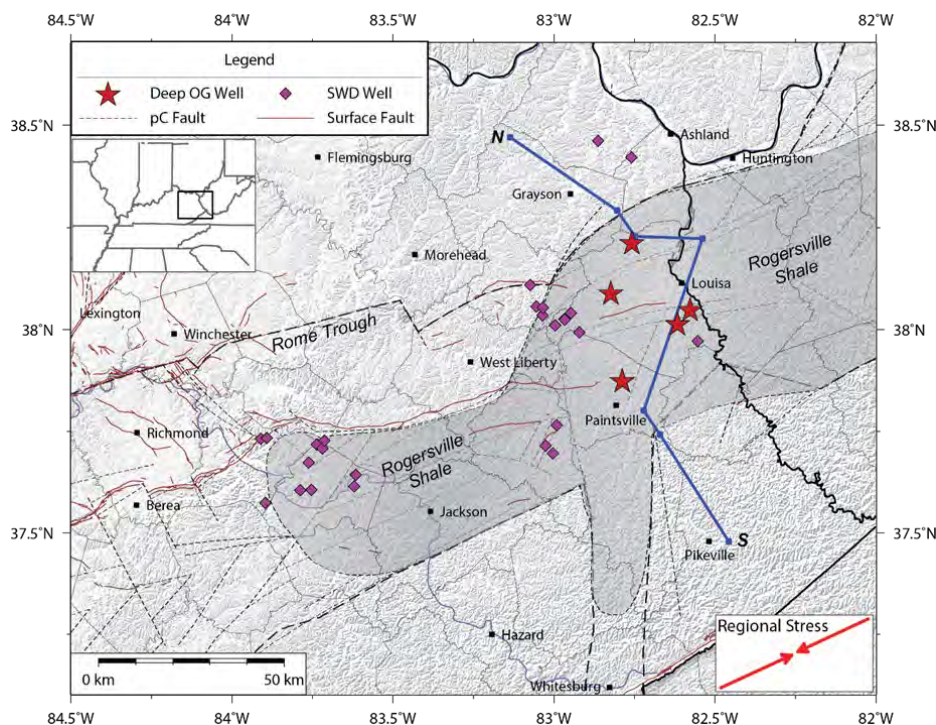 84.5°W
84°W
83.5°W
83°W
82.5°W
82°W
Legend
Deep OG Well
SWD Well
pC Fault
Surface Fault
38.5°N
38°N
37.5°N
38.5°N
38°N
37.5°N
N
Ashland
Huntington
Flemingsburg
Grayson
Morehead
Rogersville
Shale
Louisa
Lexington
Winchester
Rome Trough
West Liberty
Paintsville
Richmond
Rogersville
Shale
Berea
Jackson
S
Pikeville
Hazard
Whitesburg
Regional Stress
0 km
50 km
84.5°W
84°W
83.5°W
83°W
82.5°W
82°W